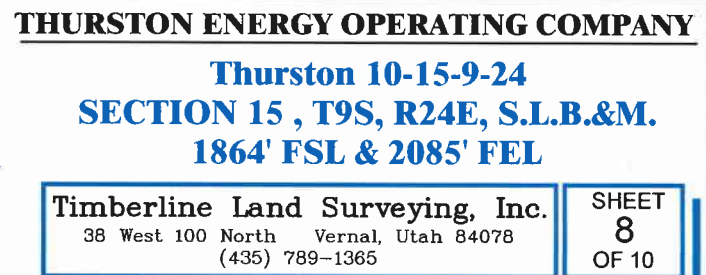 THURSTON ENERGY OPERATING COMPANY
Thurston 10-15-9-24
SECTION 15 , T9S, R24E, S.L.B.&M.
1864' FSL & 2085' FEL
Timberline Land Surveying, Inc.
38 West 100 North Vernal, Utah 84078
(435) 789-1365
SHEET
8
OF 10